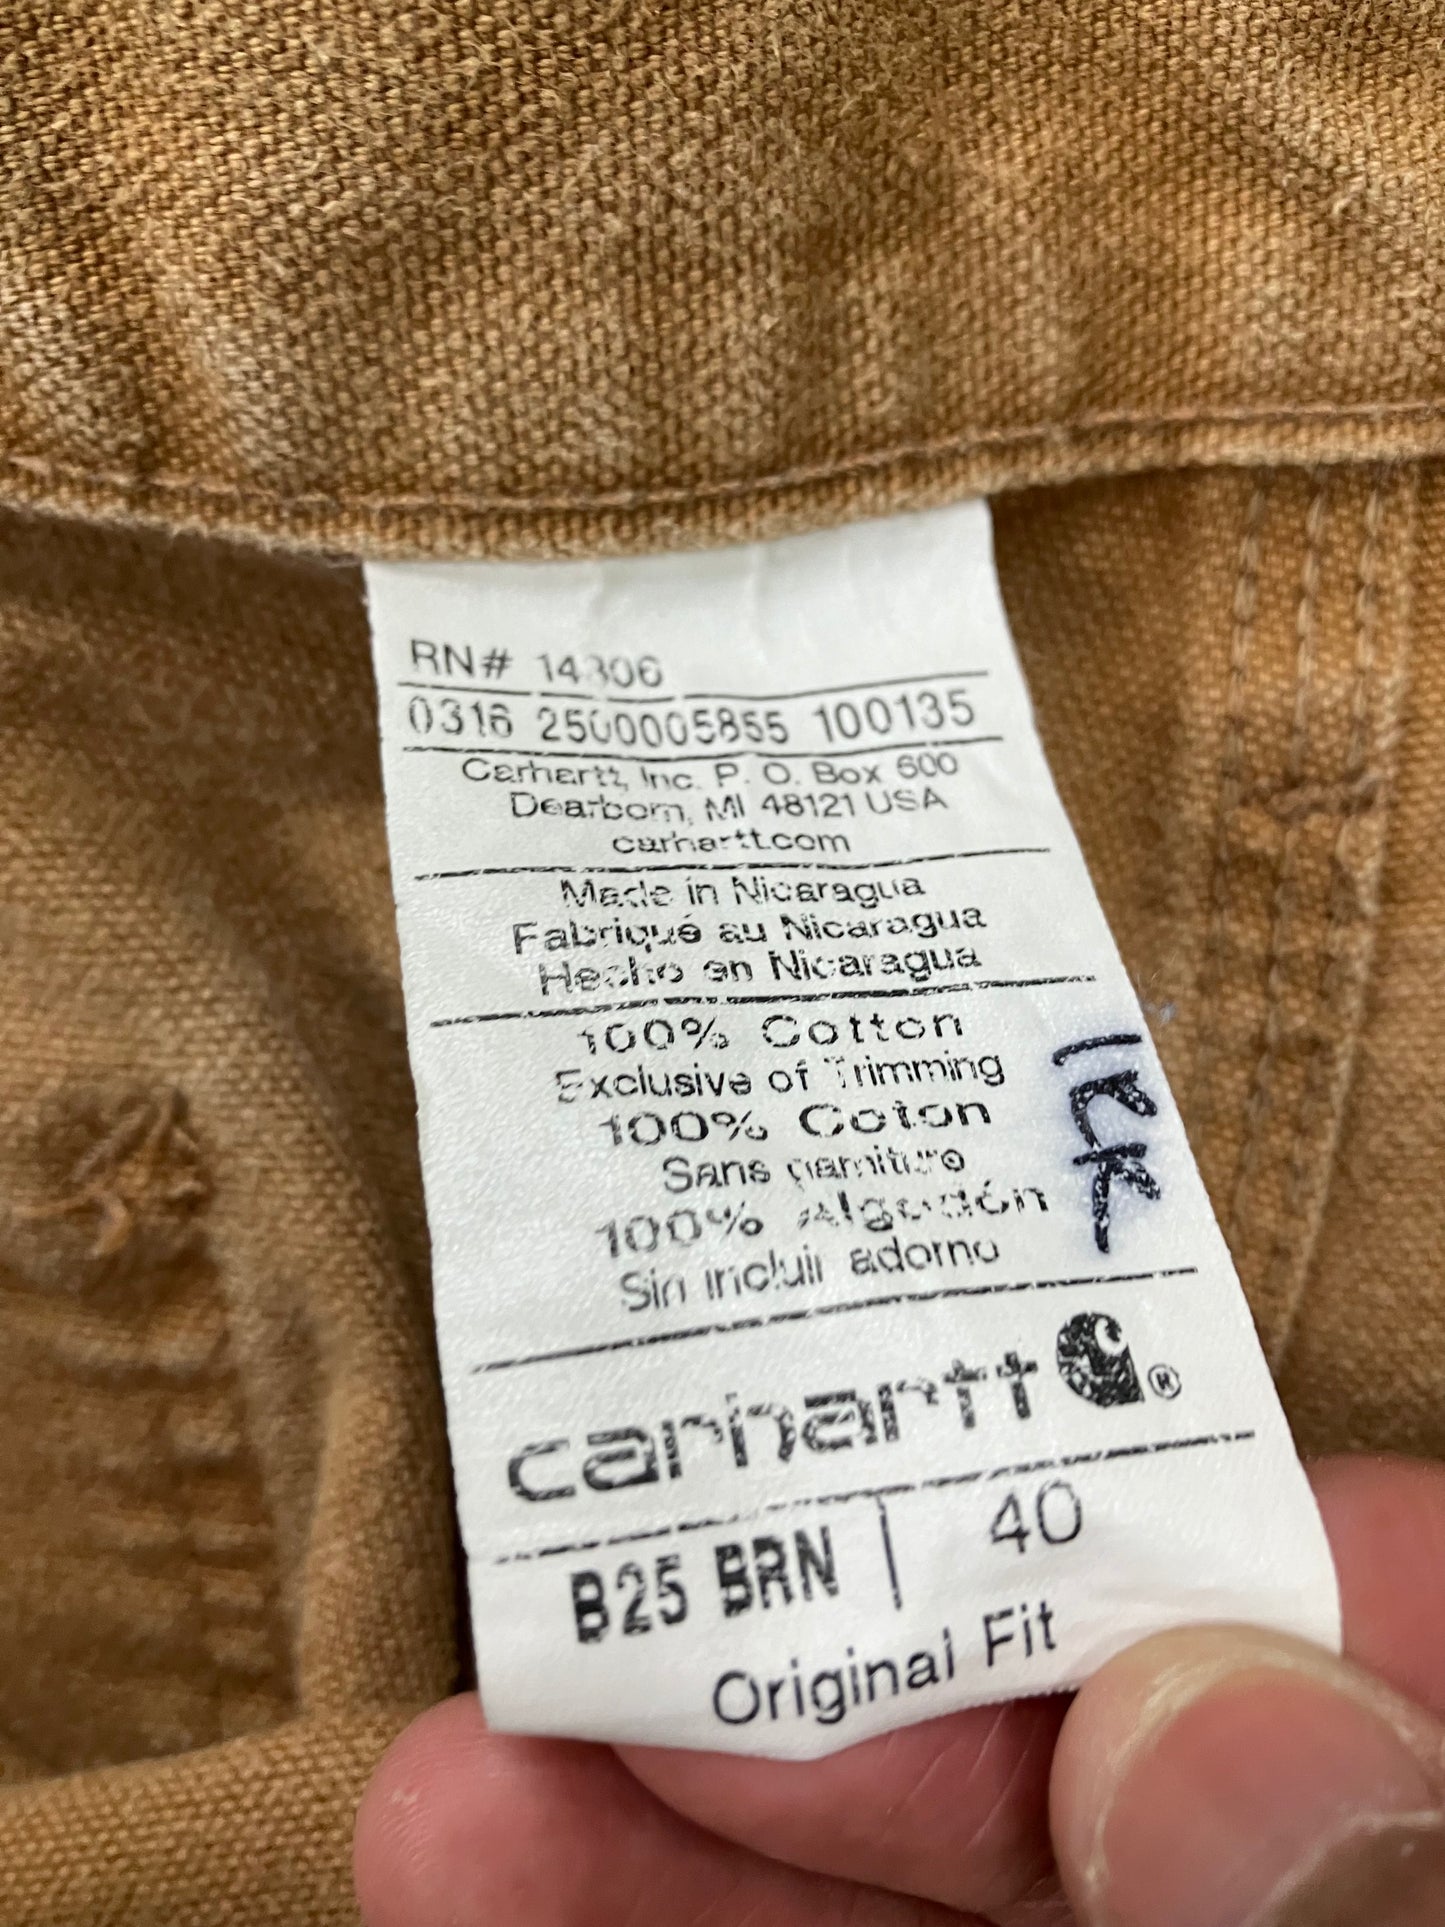 RN# 14806
0316 2500005855 100135
Carhartt, Inc. P. O. Box 600
Dearborn, MI 48121 USA
carhartt.com
Made in Nicaragua
Fabriqué au Nicaragua
Hecho en Nicaragua
100% Cotton
Exclusive of Trimming
100% Coton
Sans garniture
100% Algodón
Sin incluir adorno
carhartt ®
B25 BRN | 40
Original Fit